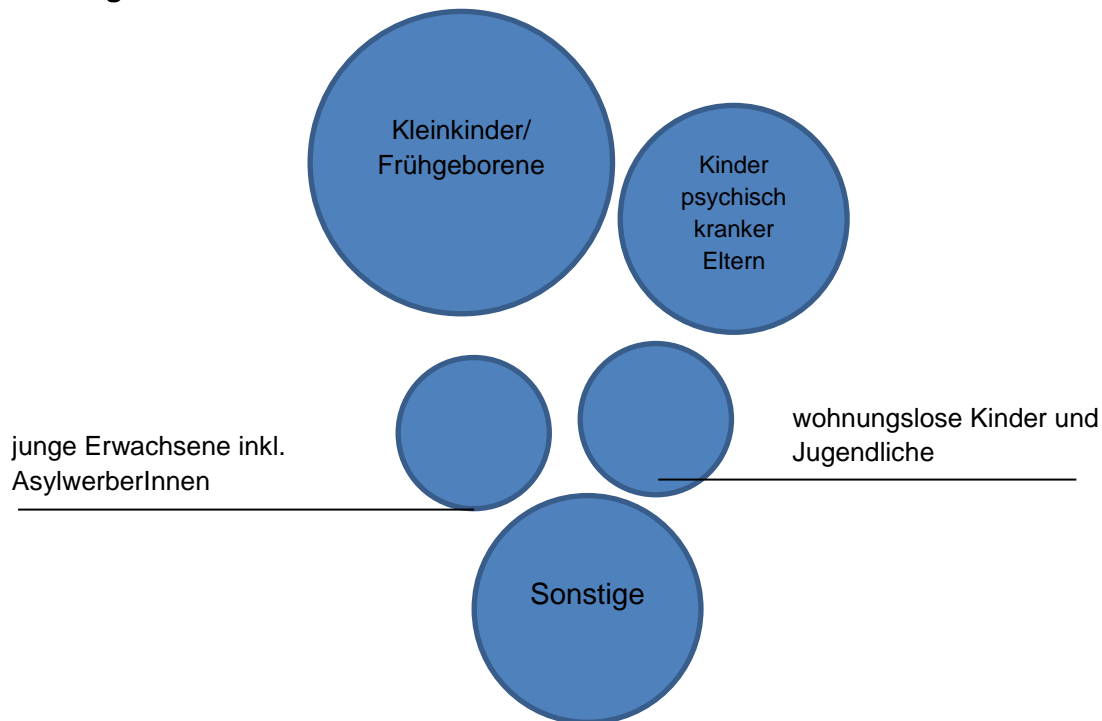 Kleinkinder/
Frühgeborene
Kinder
psychisch
kranker
Eltern
junge Erwachsene inkl.
AsylwerberInnen
wohnungslose Kinder und
Jugendliche
Sonstige